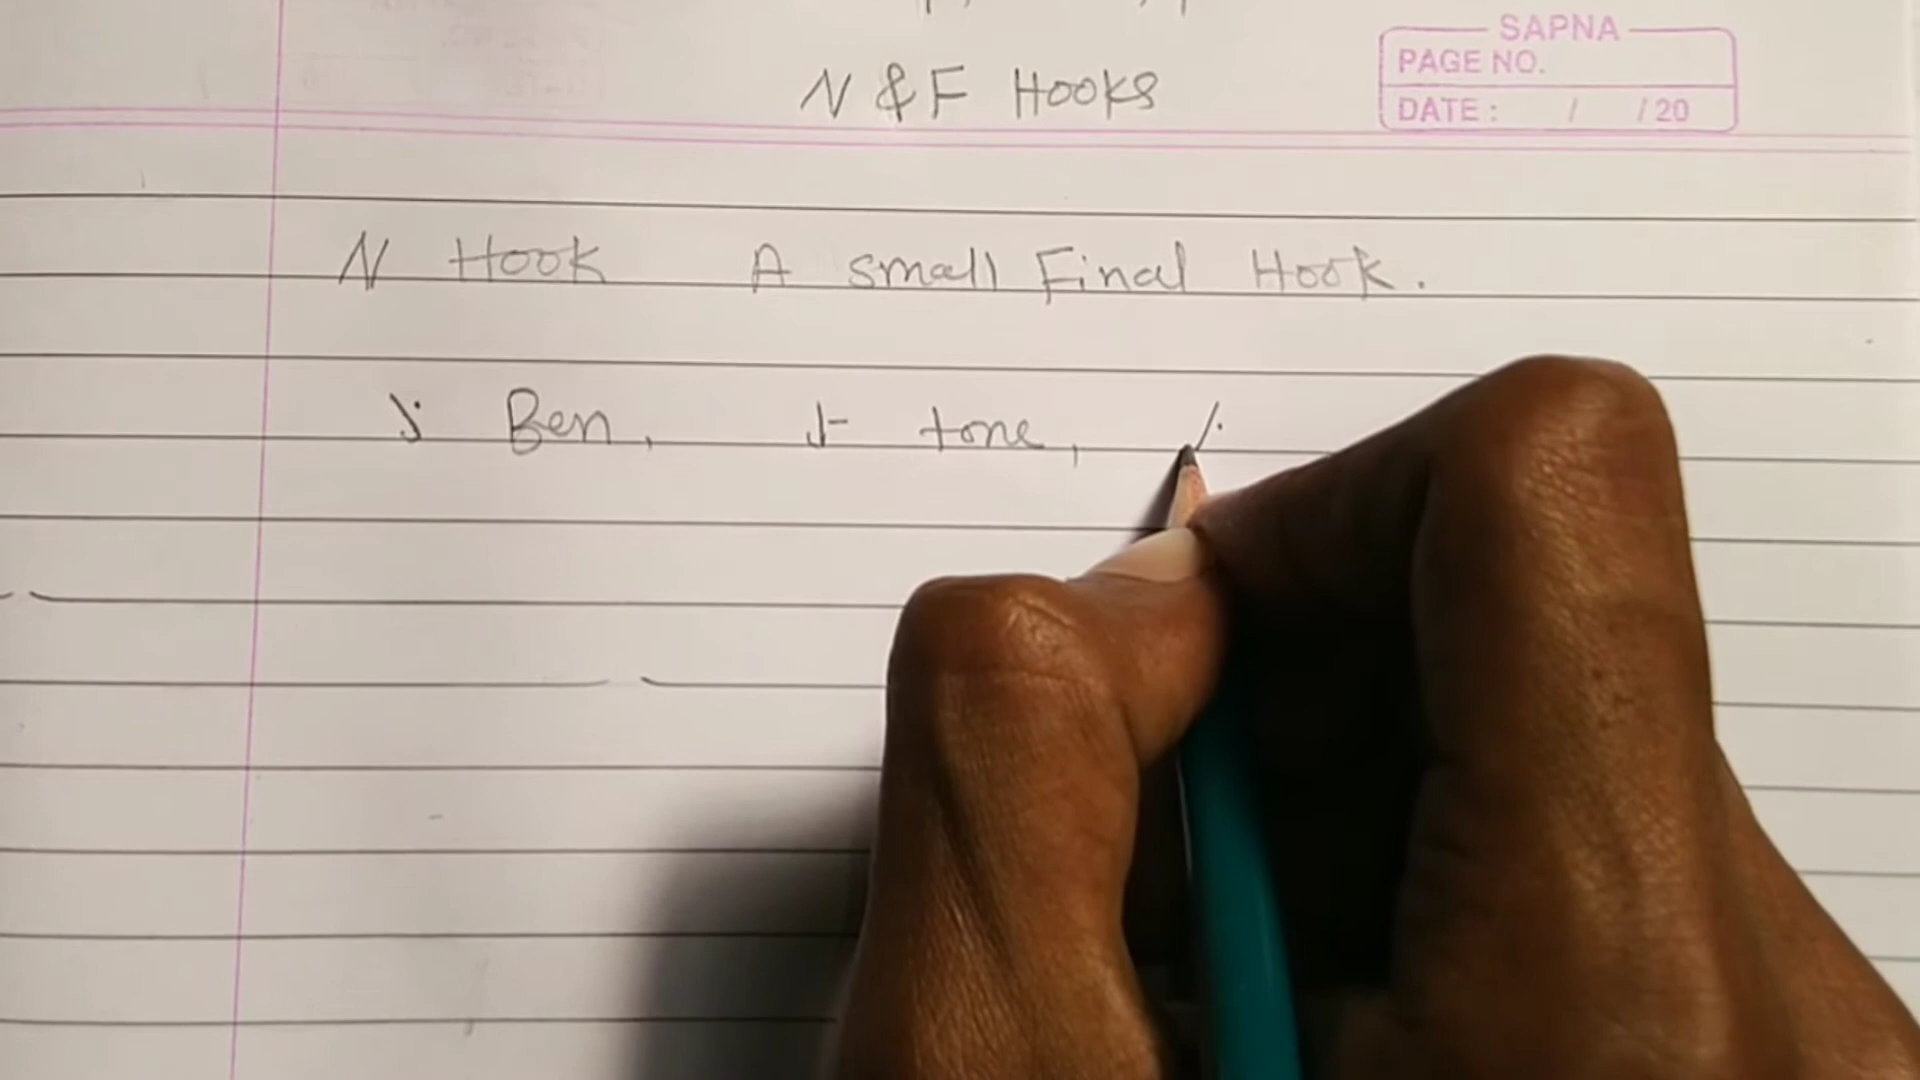 SAPNA
PAGE NO.
DATE : / / 20
N & F Hooks
N Hook A small Final Hook.
Ben, tone,